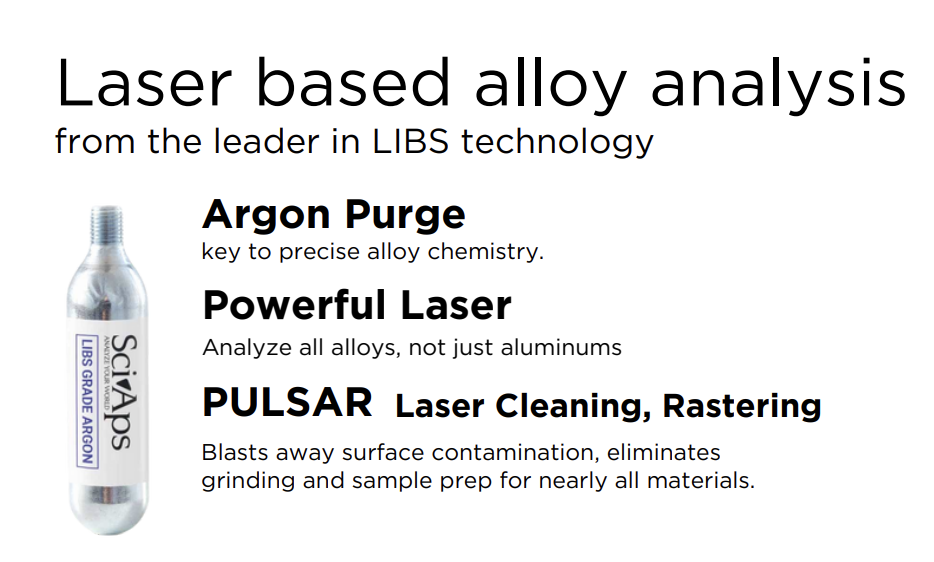 Laser based alloy analysis
from the leader in LIBS technology
Argon Purge
key to precise alloy chemistry.
Powerful Laser
Analyze all alloys, not just aluminums
PULSAR Laser Cleaning, Rastering
Blasts away surface contamination, eliminates
grinding and sample prep for nearly all materials.
SciAps
ANALYZE YOUR WORLD
LIBS GRADE ARGON